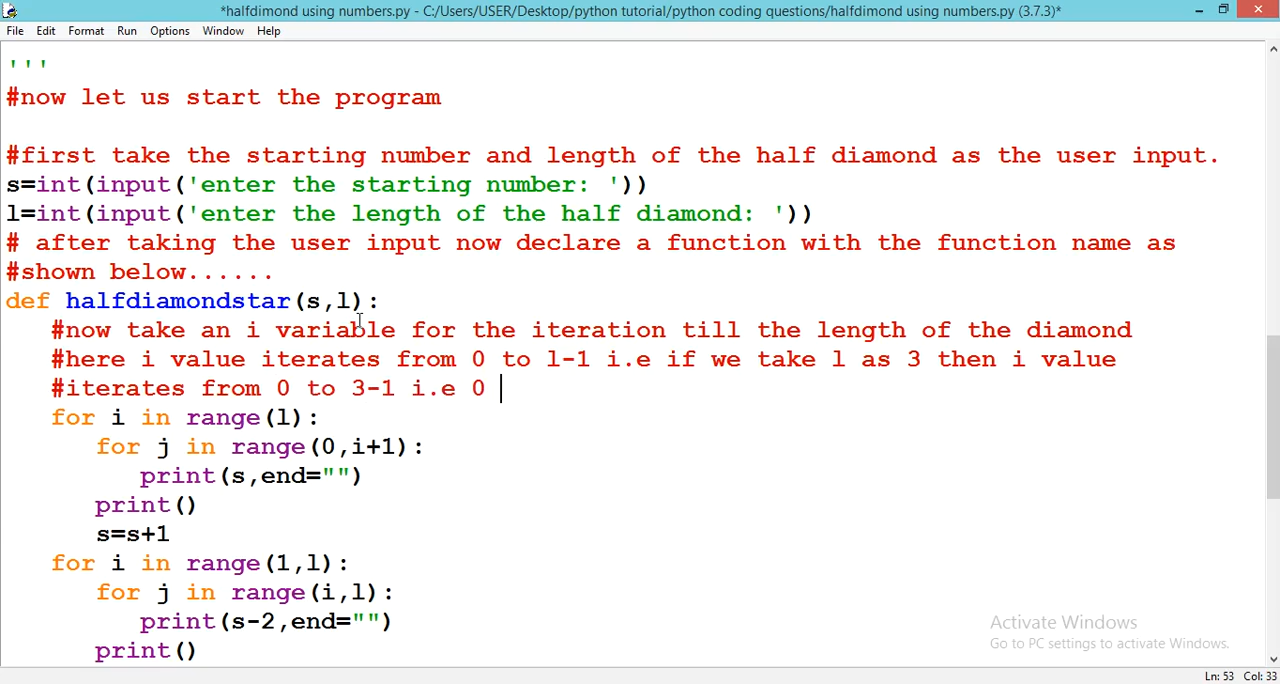 *halfdimond using numbers.py - C:/Users/USER/Desktop/python tutorial/python coding questions/halfdimond using numbers.py (3.7.3)*
File Edit Format Run Options Window Help
'''
#now let us start the program
#first take the starting number and length of the half diamond as the user input.
s=int(input('enter the starting number: '))
l=int(input('enter the length of the half diamond: '))
# after taking the user input now declare a function with the function name as
#shown below......
def halfdiamondstar(s,l):
    #now take an i variable for the iteration till the length of the diamond
    #here i value iterates from 0 to l-1 i.e if we take l as 3 then i value
    #iterates from 0 to 3-1 i.e 0
    for i in range(l):
       for j in range(0,i+1):
          print(s,end="")
       print()
       s=s+1
    for i in range(1,l):
       for j in range(i,l):
          print(s-2,end="")
       print()
Activate Windows
Go to PC settings to activate Windows.
Ln: 53 Col: 33